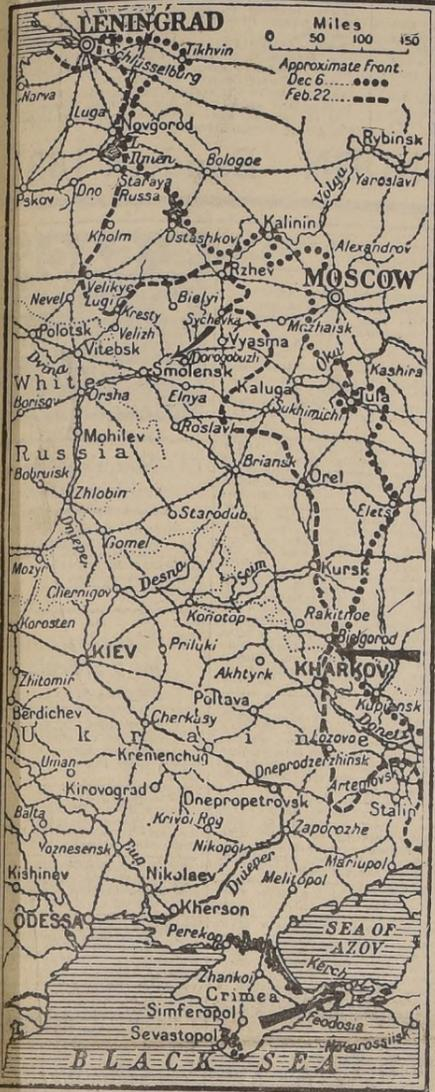 LENINGRAD
Miles
0 50 100 150
Schlüsselburg
Tikhvin
Approximate Front
Dec 6.....
Feb. 22
Narva
Luga
Novgorod
L.
Ilmen
Bologoe
Rybinsk
Yaroslavl
Volga
Pskov
Dno
Staraya
Russa
Kholm
Ostashkov
Kalinin
Alexandrov
Rzhev
MOSCOW
Nevel
Velikye
Lugi
Kresty
Bielyi
Sychevka
Mozhaisk
Polotsk
Velizh
Vyasma
Dvina
Vitebsk
Dorogobuzh
Oka
Kashira
Smolensk
White
Elnya
Kaluga
Tula
Borisov
Orsha
Sukhinichi
Roslavl
Mohilev
Russia
Briansk
Orel
Bobruisk
Zhlobin
Starodub
Elets
Dnieper
Gomel
Mozyr
Desna
Seim
Kursk
Chernigov
Konotop
Rakitnoe
Korosten
Bielgorod
KIEV
Priluki
Akhtyrk
KHARKOV
Zhitomir
Poltava
Kupiansk
Berdichev
Cherkasy
Donets
Ukraine
Lozovoe
Kremenchug
Uman
Dneprodzerzhinsk
Kirovograd
Artemovsk
Dnepropetrovsk
Stalin
Balta
Krivoi Rog
Zaporozhe
Voznesensk
Bug
Nikopol
Mariupol
Dnieper
Kishinev
Nikolaev
Melitopol
Kherson
ODESSA
SEA OF
AZOV
Perekop
Zhankoi
Kerch
Crimea
Simferopol
Feodosia
Novorossiisk
Sevastopol
BLACK SEA